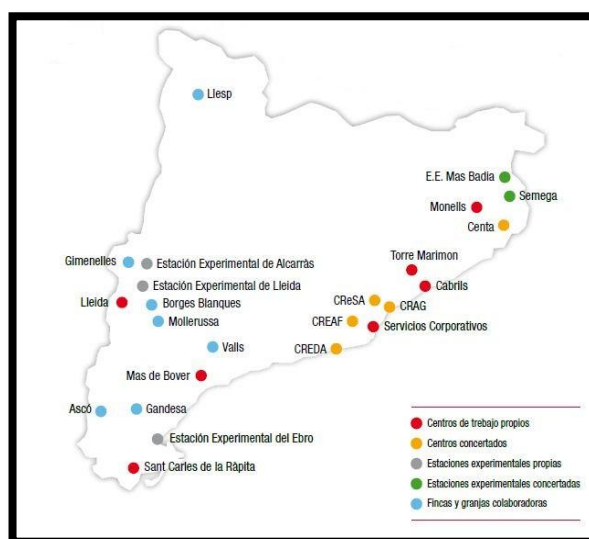 Llesp
E.E. Mas Badia
Semega
Monells
Centa
Torre Marimon
Gimenelles
Estación Experimental de Alcarràs
Estación Experimental de Lleida
Cabrils
Lleida
Borges Blanques
CReSA
CRAG
Mollerussa
CREAF
Servicios Corporativos
Valls
CREDA
Mas de Bover
Ascó
Gandesa
Estación Experimental del Ebro
Sant Carles de la Ràpita
Centros de trabajo propios
Centros concertados
Estaciones experimentales propias
Estaciones experimentales concertadas
Fincas y granjas colaboradoras